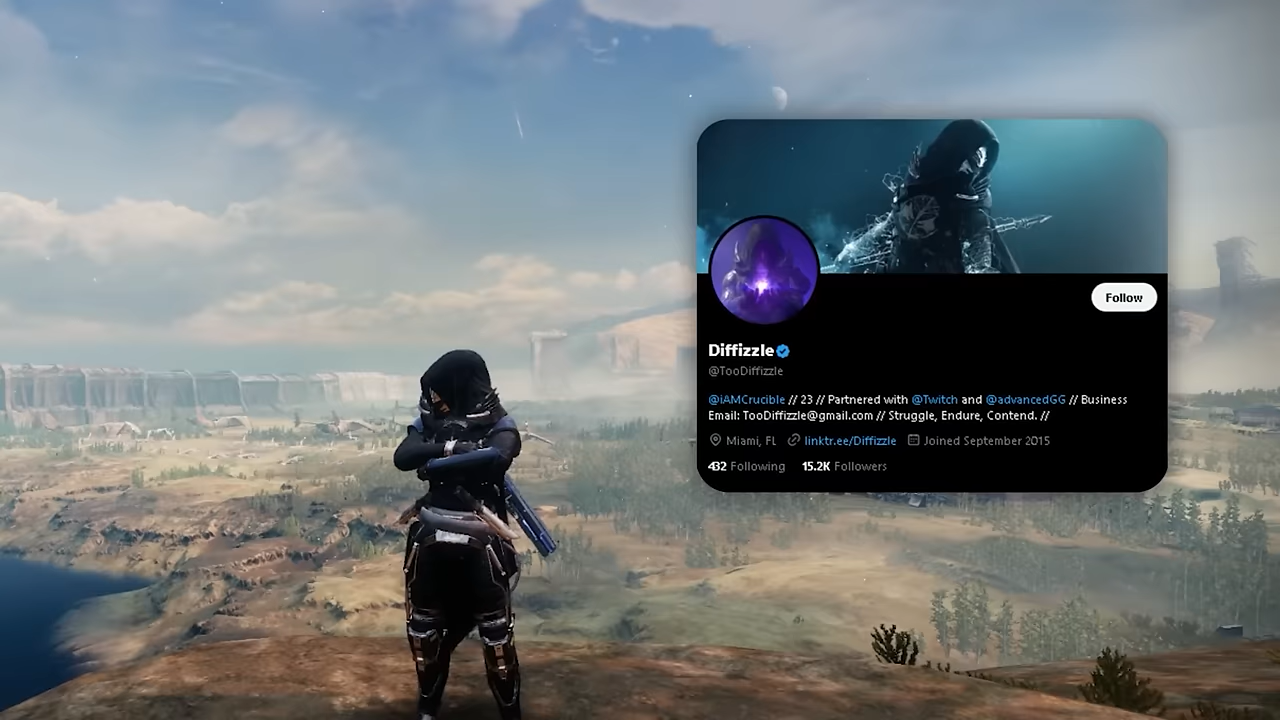 Follow
Diffizzle
@TooDiffizzle
@iAMCrucible // 23 // Partnered with @Twitch and @advancedGG // Business
Email: TooDiffizzle@gmail.com // Struggle, Endure, Contend. //
Miami, FL linktr.ee/Diffizzle Joined September 2015
432 Following 15.2K Followers